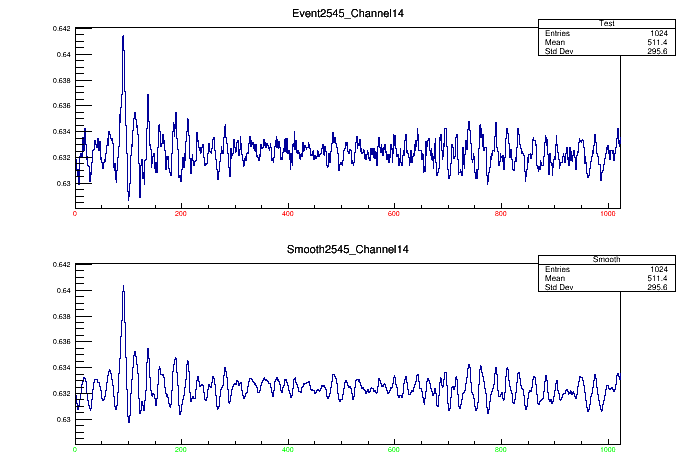 Event2545_Channel14
Test
Entries 1024
Mean 511.4
Std Dev 295.6
0.642
0.64
0.638
0.636
0.634
0.632
0.63
0 200 400 600 800 1000
Smooth2545_Channel14
Smooth
Entries 1024
Mean 511.4
Std Dev 295.6
0.642
0.64
0.638
0.636
0.634
0.632
0.63
0 200 400 600 800 1000